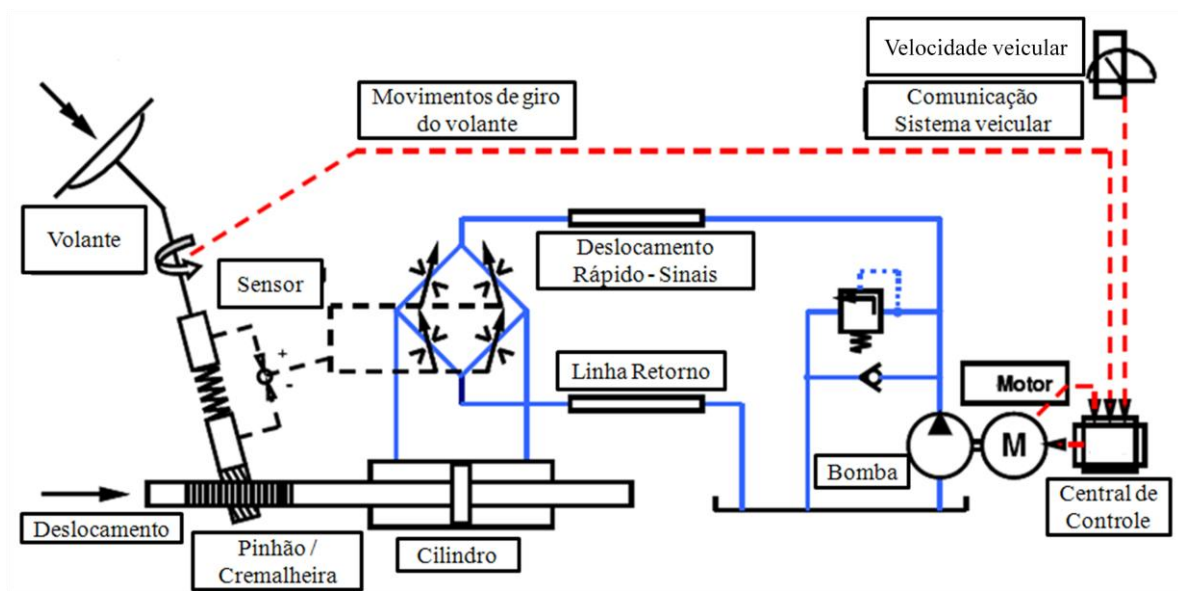 Velocidade veicular
Movimentos de giro
do volante
Comunicação
Sistema veicular
Volante
Sensor
Deslocamento
Rápido - Sinais
+
-
Linha Retorno
Motor
M
Bomba
Deslocamento
Pinhão /
Cremalheira
Cilindro
Central de
Controle